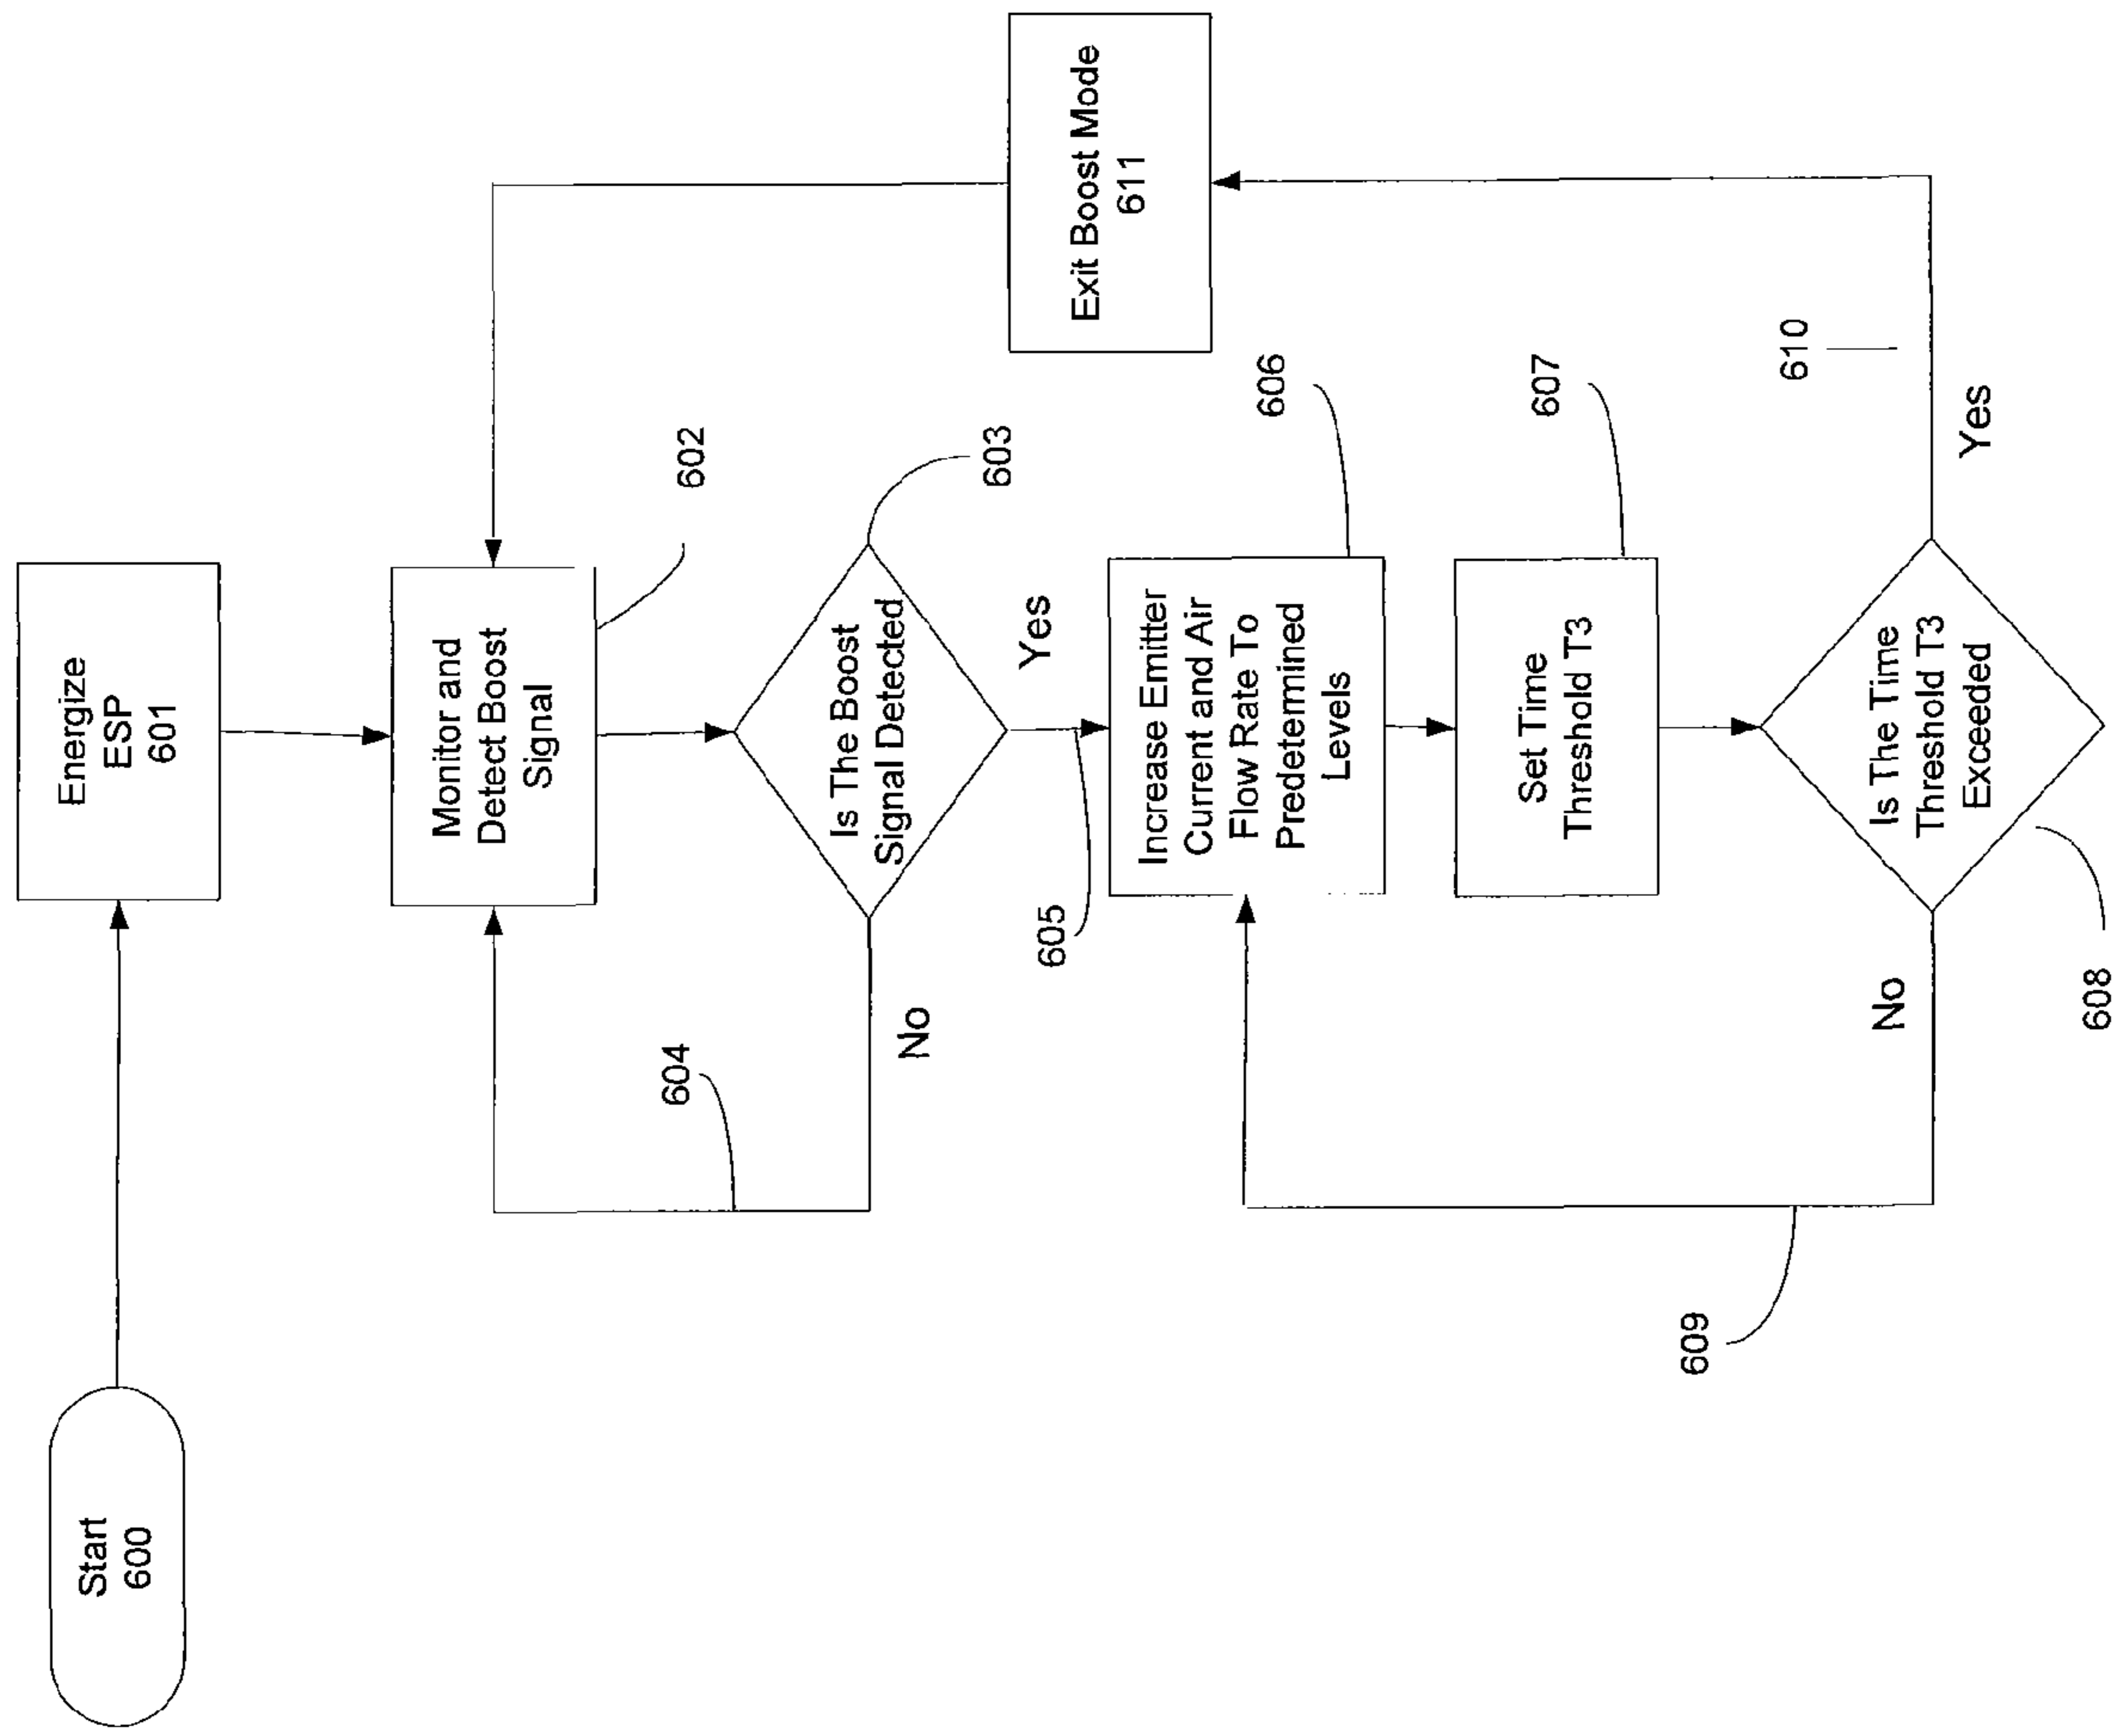 Start
600
Energize
ESP
601
Monitor and
Detect Boost
Signal
602
Is The Boost
Signal Detected
603
No
604
Yes
605
Increase Emitter
Current and Air
Flow Rate To
Predetermined
Levels
606
Set Time
Threshold T3
607
Is The Time
Threshold T3
Exceeded
608
No
609
Yes
610
Exit Boost Mode
611